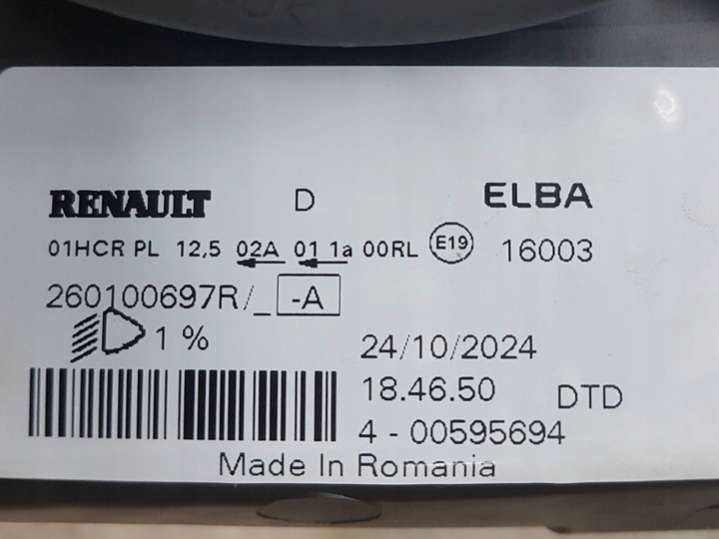 RENAULT D ELBA
01HCR PL 12,5 02A 01 1a 00RL E19 16003
260100697R/_ -A
1 %
24/10/2024
18.46.50 DTD
4 - 00595694
Made In Romania